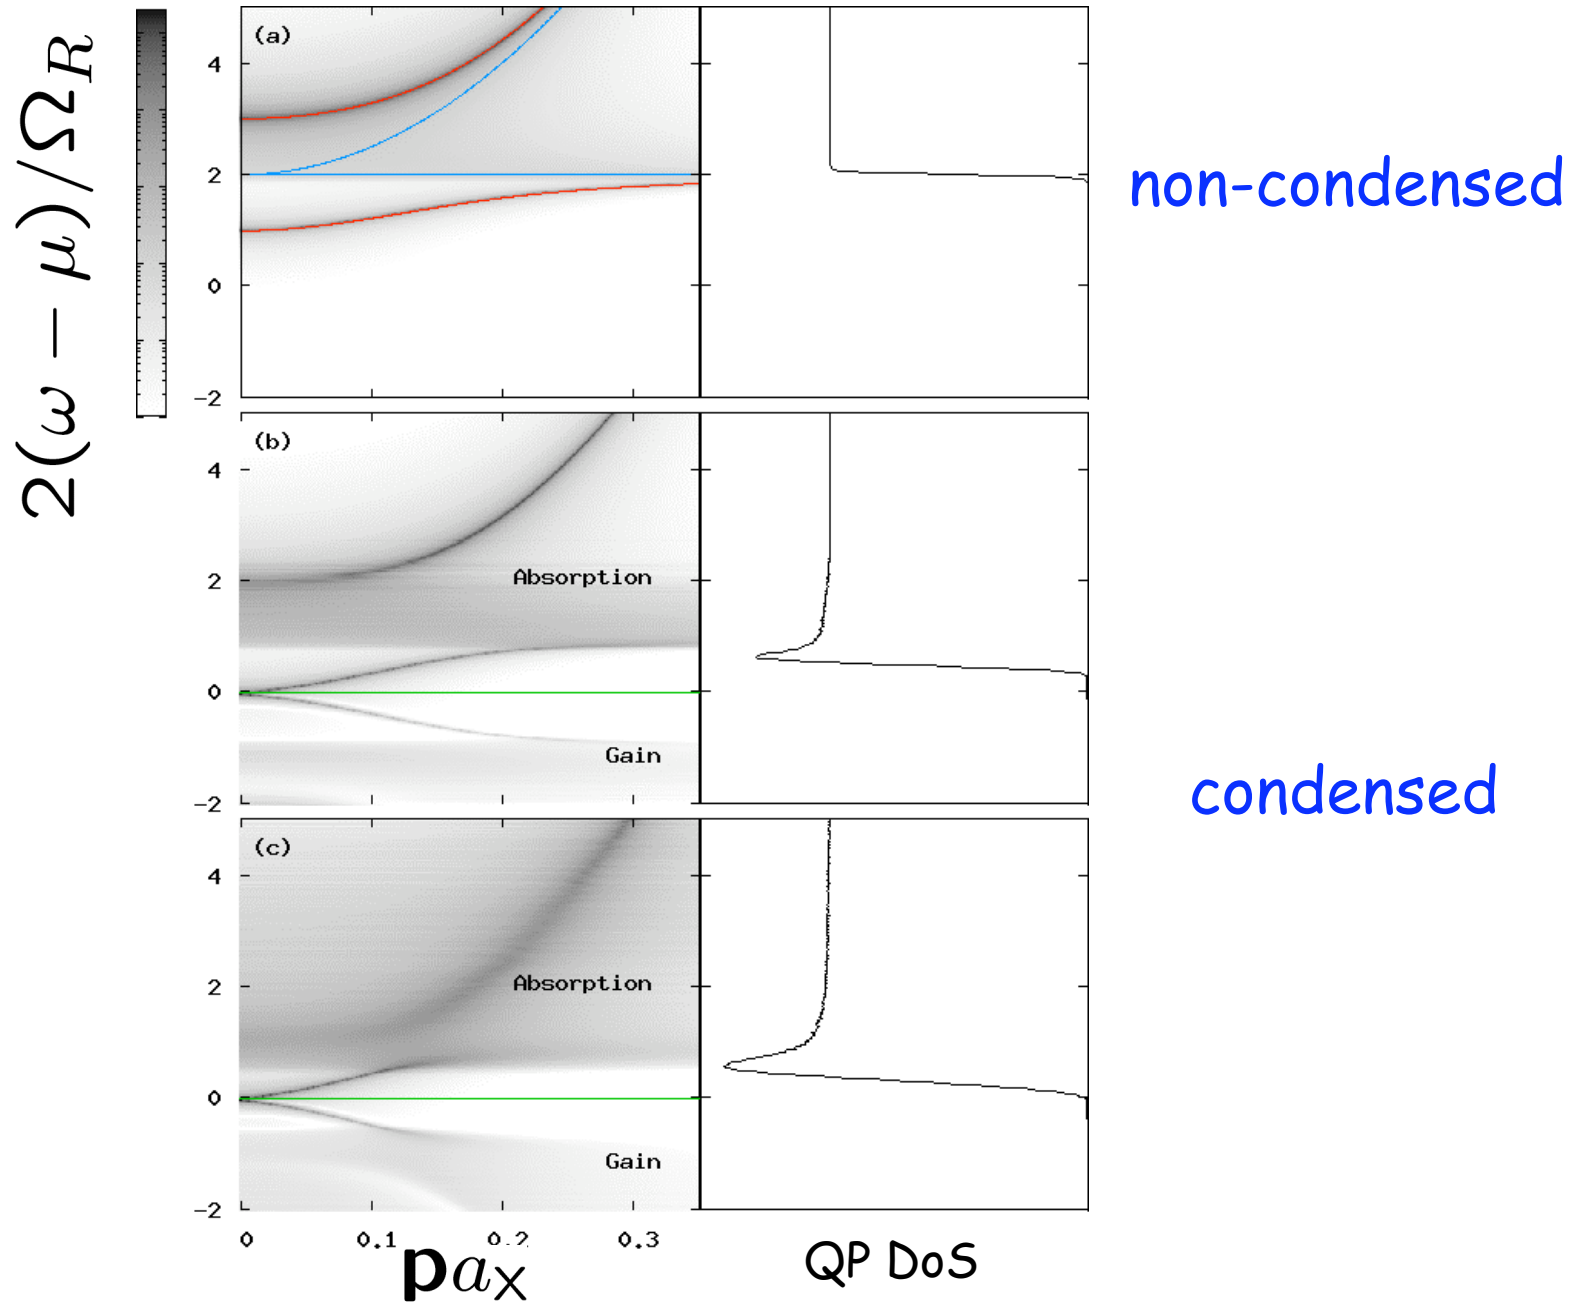 2(ω − μ)/Ω_R
(a)
4
2
0
−2
non-condensed
(b)
4
Absorption
2
0
Gain
−2
condensed
(c)
4
Absorption
2
0
Gain
−2
0 0.1 0.2 0.3
p a_X
QP DoS